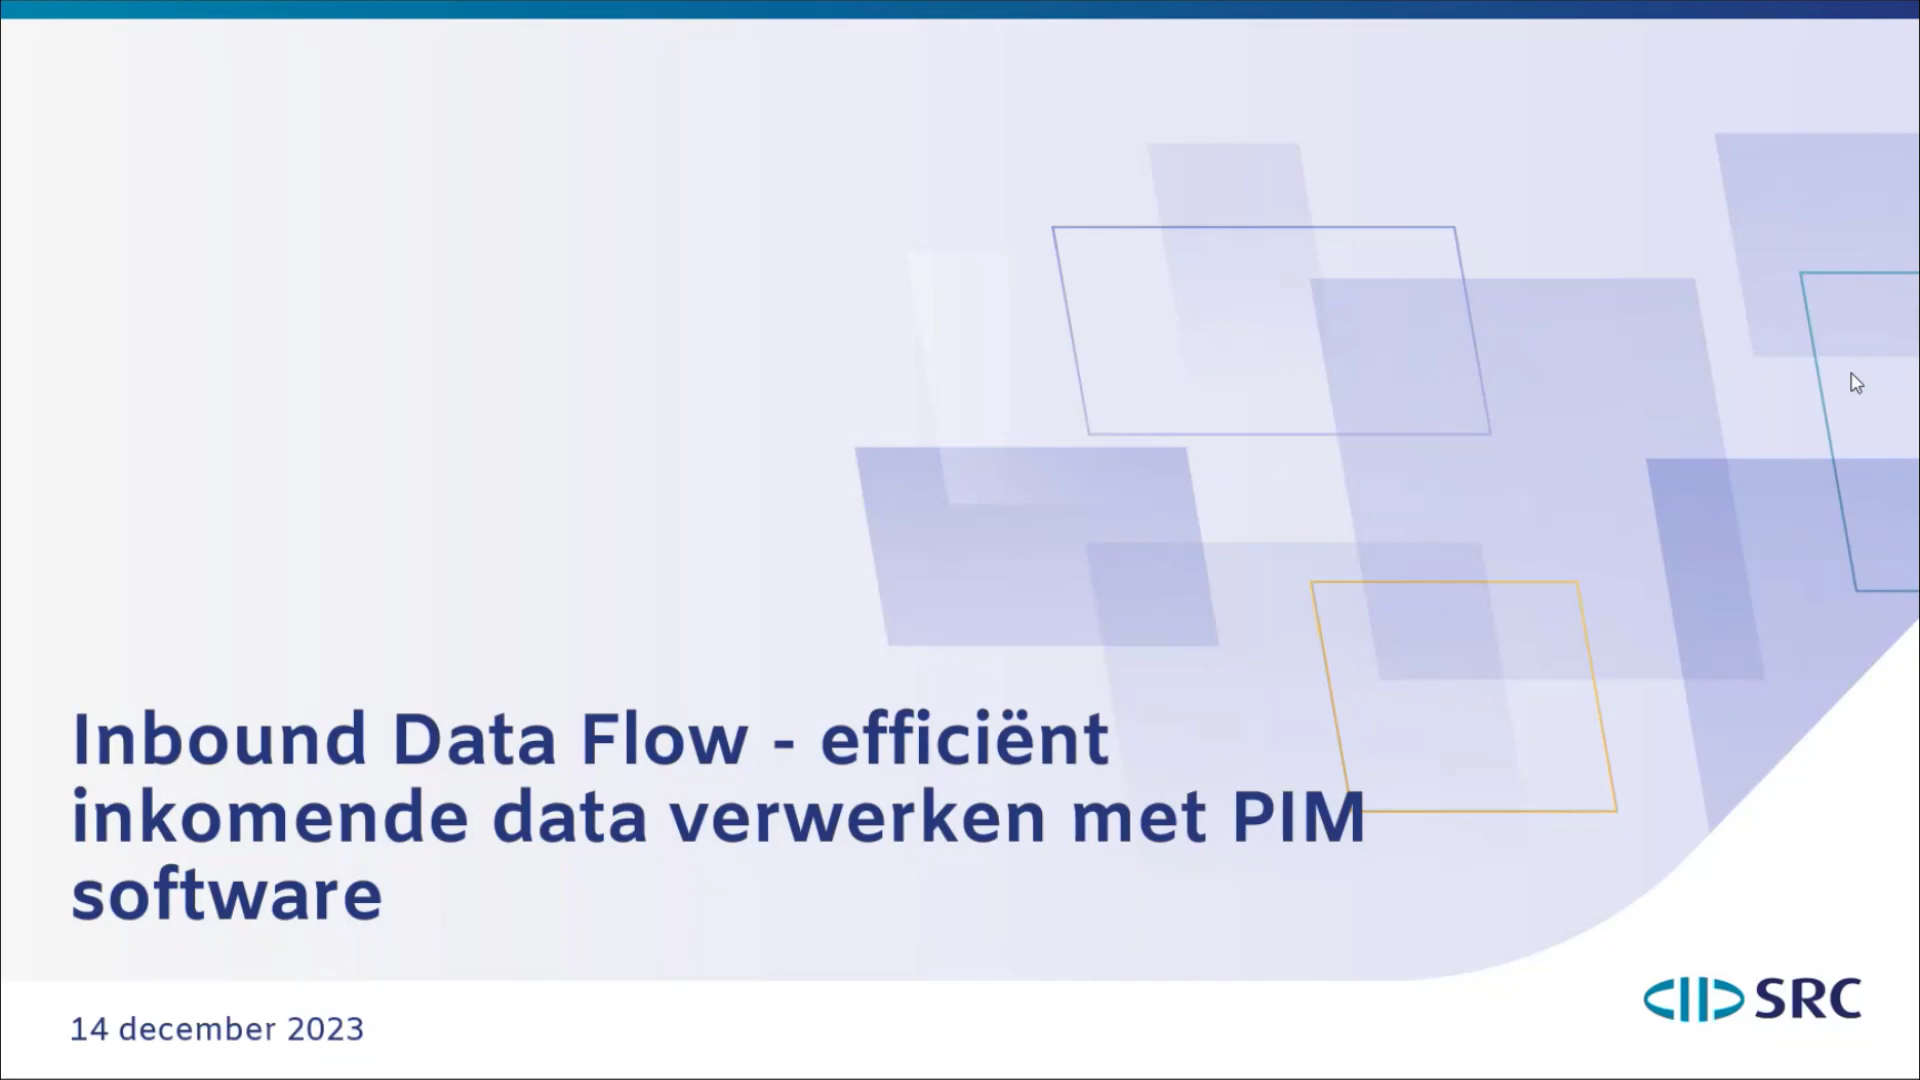 Inbound Data Flow - efficiënt
inkomende data verwerken met PIM
software
14 december 2023
SRC